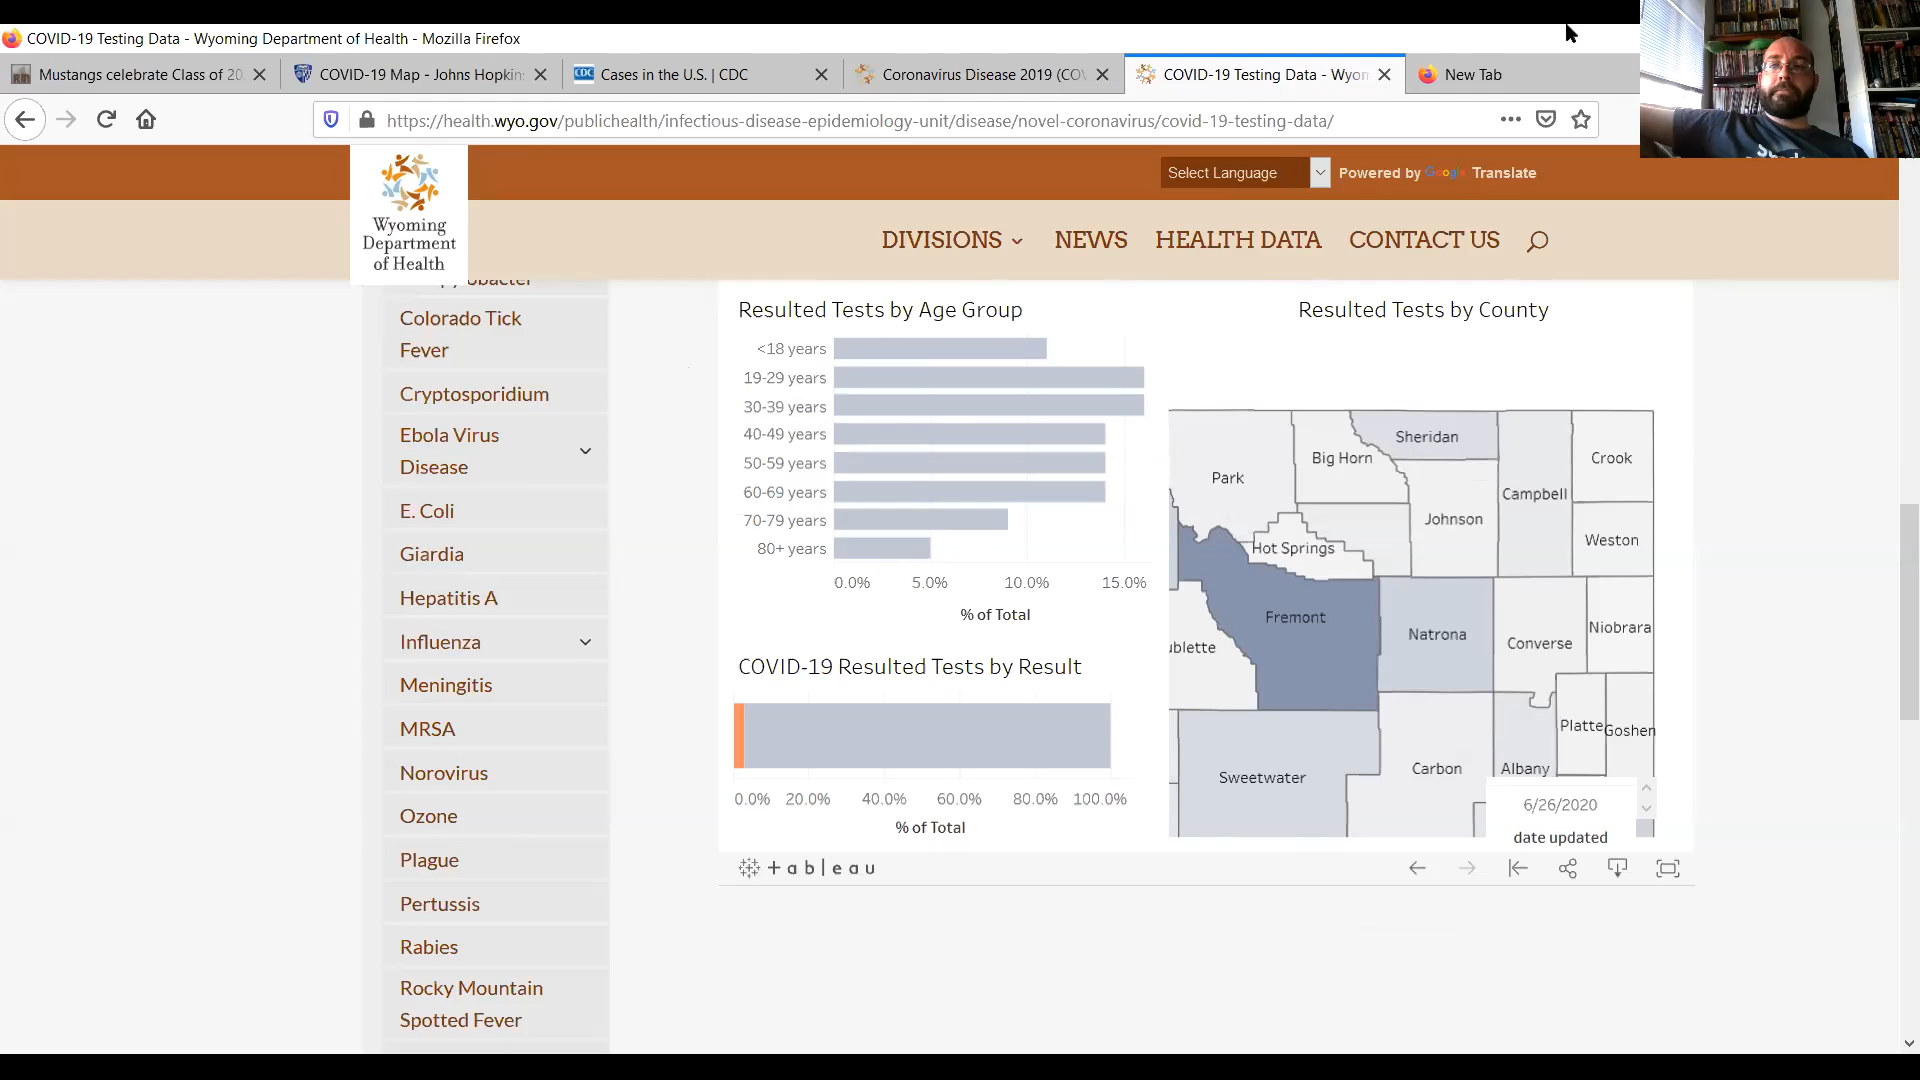 COVID-19 Testing Data - Wyoming Department of Health - Mozilla Firefox
Mustangs celebrate Class of 20
COVID-19 Map - Johns Hopkin
Cases in the U.S. | CDC
Coronavirus Disease 2019 (CO
COVID-19 Testing Data - Wyon
New Tab
https://health.wyo.gov/publichealth/infectious-disease-epidemiology-unit/disease/novel-coronavirus/covid-19-testing-data/
Select Language
Powered by Google Translate
Wyoming
Department
of Health
DIVISIONS
NEWS
HEALTH DATA
CONTACT US
Colorado Tick
Fever
Cryptosporidium
Ebola Virus
Disease
E. Coli
Giardia
Hepatitis A
Influenza
Meningitis
MRSA
Norovirus
Ozone
Plague
Pertussis
Rabies
Rocky Mountain
Spotted Fever
Resulted Tests by Age Group
<18 years
19-29 years
30-39 years
40-49 years
50-59 years
60-69 years
70-79 years
80+ years
0.0% 5.0% 10.0% 15.0%
% of Total
COVID-19 Resulted Tests by Result
0.0% 20.0% 40.0% 60.0% 80.0% 100.0%
% of Total
Resulted Tests by County
Sheridan
Big Horn
Crook
Park
Campbell
Johnson
Weston
Hot Springs
Fremont
Natrona
Converse
Niobrara
ublette
Platte
Goshen
Sweetwater
Carbon
Albany
6/26/2020
date updated
+ableau